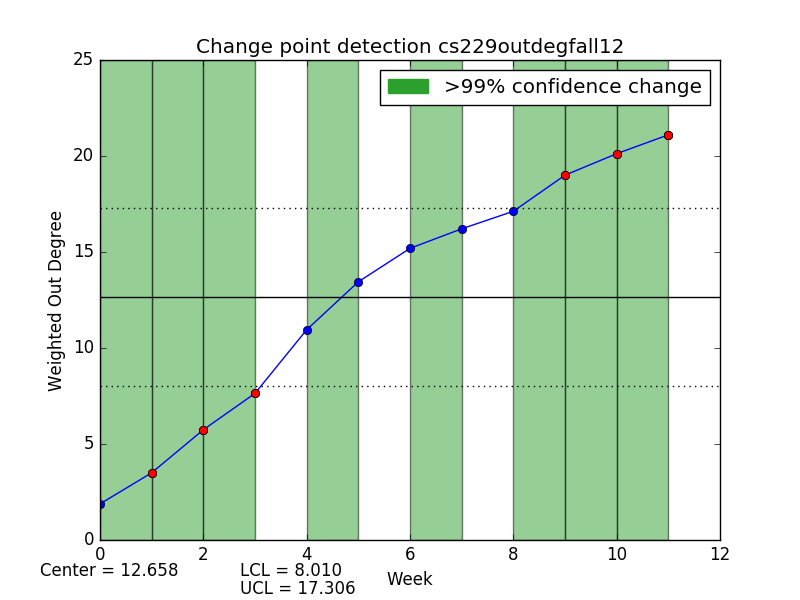 Change point detection cs229outdegfall12
>99% confidence change
25
20
15
10
5
0
Weighted Out Degree
0 2 4 6 8 10 12
Week
Center = 12.658
LCL = 8.010
UCL = 17.306